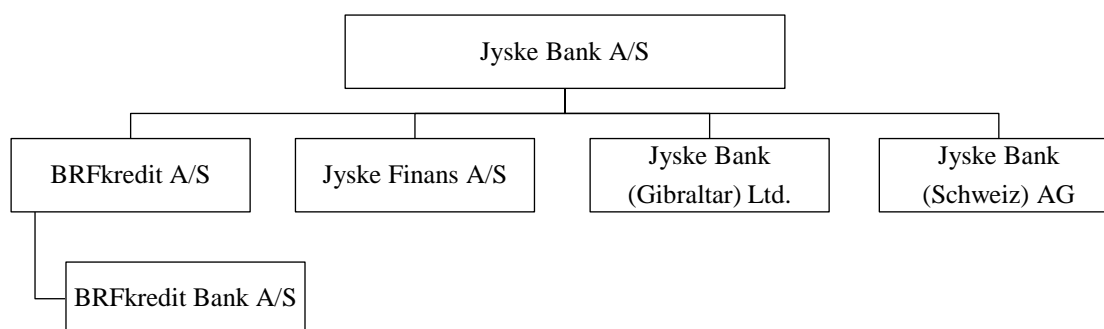 Jyske Bank A/S
BRFkredit A/S
Jyske Finans A/S
Jyske Bank
(Gibraltar) Ltd.
Jyske Bank
(Schweiz) AG
BRFkredit Bank A/S